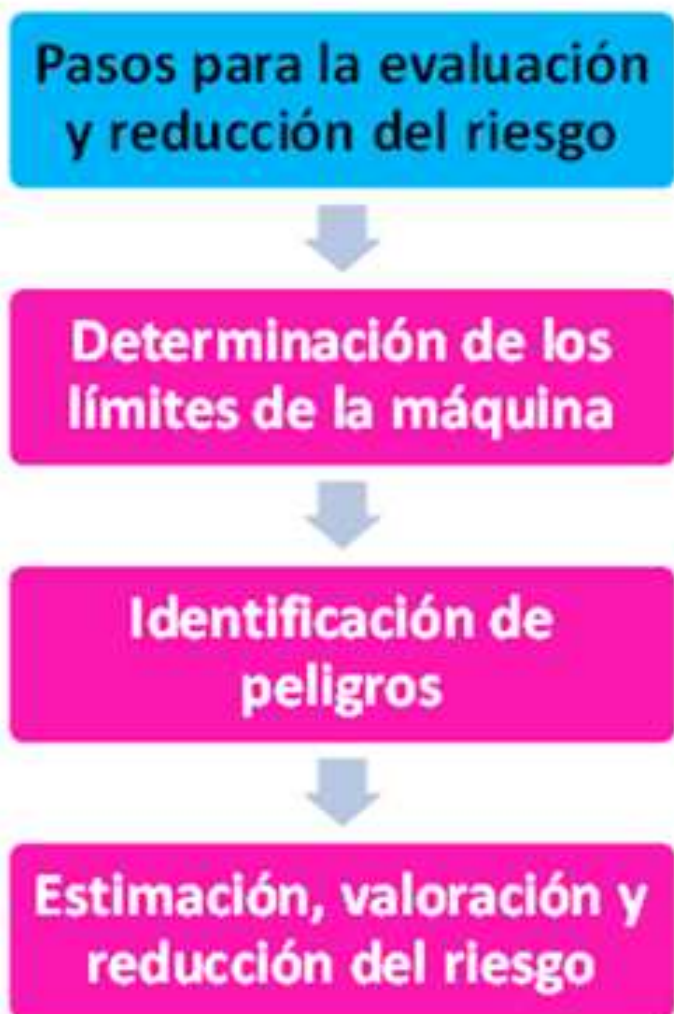 Pasos para la evaluación
y reducción del riesgo
Determinación de los
límites de la máquina
Identificación de
peligros
Estimación, valoración y
reducción del riesgo